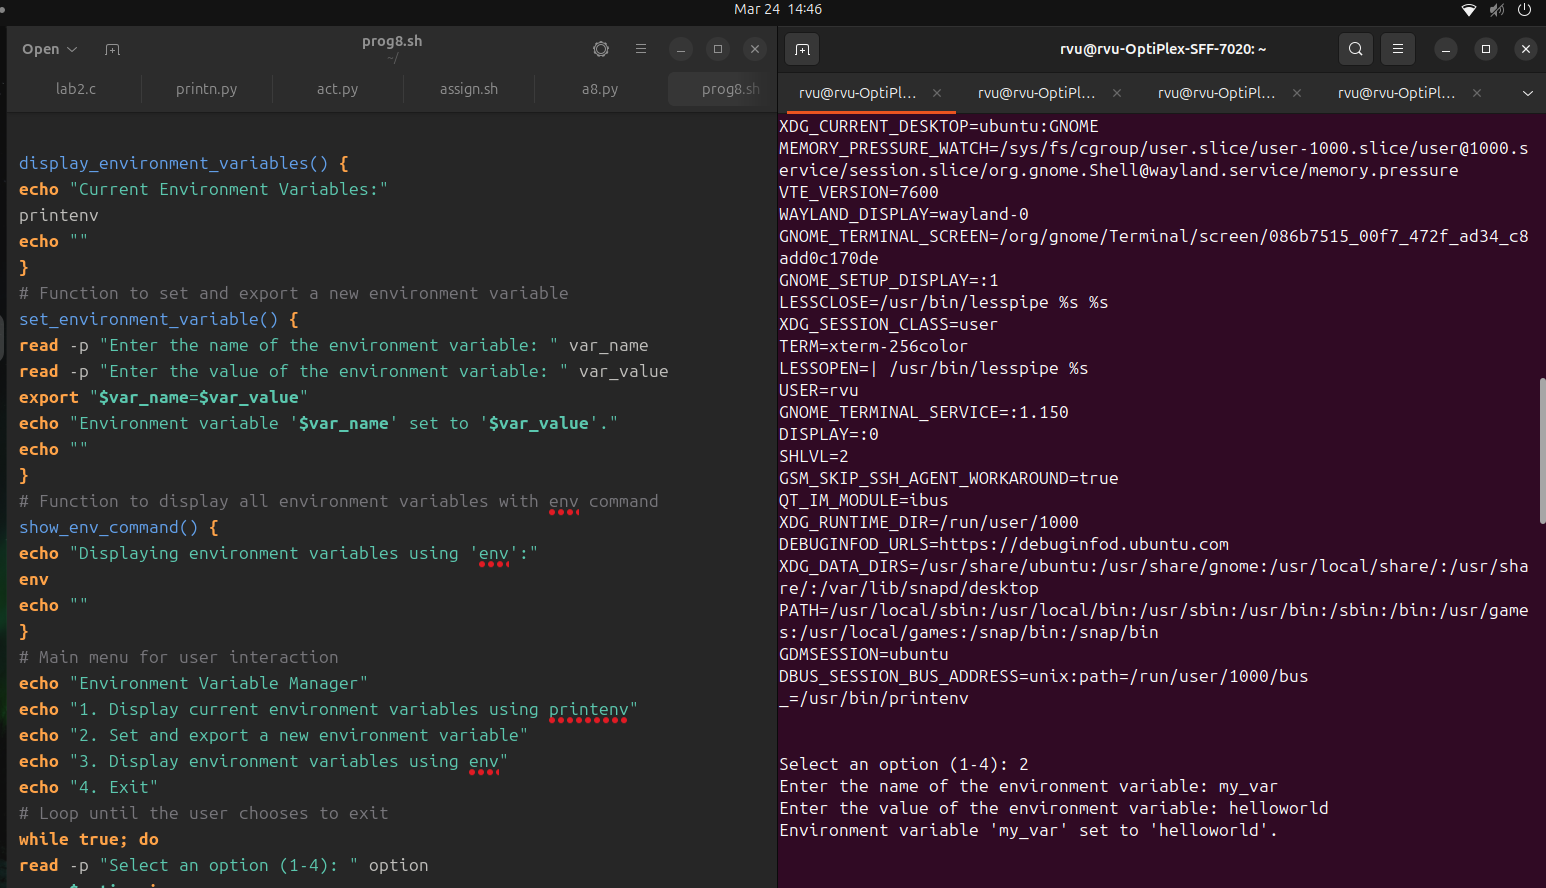 Mar 24 14:46
Open
prog8.sh
~/
lab2.c
printn.py
act.py
assign.sh
a8.py
prog8.sh
display_environment_variables() {
echo "Current Environment Variables:"
printenv
echo ""
}
# Function to set and export a new environment variable
set_environment_variable() {
read -p "Enter the name of the environment variable: " var_name
read -p "Enter the value of the environment variable: " var_value
export "$var_name=$var_value"
echo "Environment variable '$var_name' set to '$var_value'."
echo ""
}
# Function to display all environment variables with env command
show_env_command() {
echo "Displaying environment variables using 'env':"
env
echo ""
}
# Main menu for user interaction
echo "Environment Variable Manager"
echo "1. Display current environment variables using printenv"
echo "2. Set and export a new environment variable"
echo "3. Display environment variables using env"
echo "4. Exit"
# Loop until the user chooses to exit
while true; do
read -p "Select an option (1-4): " option
rvu@rvu-OptiPlex-SFF-7020: ~
rvu@rvu-OptiPl...
rvu@rvu-OptiPl...
rvu@rvu-OptiPl...
rvu@rvu-OptiPl...
XDG_CURRENT_DESKTOP=ubuntu:GNOME
MEMORY_PRESSURE_WATCH=/sys/fs/cgroup/user.slice/user-1000.slice/user@1000.s
ervice/session.slice/org.gnome.Shell@wayland.service/memory.pressure
VTE_VERSION=7600
WAYLAND_DISPLAY=wayland-0
GNOME_TERMINAL_SCREEN=/org/gnome/Terminal/screen/086b7515_00f7_472f_ad34_c8
add0c170de
GNOME_SETUP_DISPLAY=:1
LESSCLOSE=/usr/bin/lesspipe %s %s
XDG_SESSION_CLASS=user
TERM=xterm-256color
LESSOPEN=| /usr/bin/lesspipe %s
USER=rvu
GNOME_TERMINAL_SERVICE=:1.150
DISPLAY=:0
SHLVL=2
GSM_SKIP_SSH_AGENT_WORKAROUND=true
QT_IM_MODULE=ibus
XDG_RUNTIME_DIR=/run/user/1000
DEBUGINFOD_URLS=https://debuginfod.ubuntu.com
XDG_DATA_DIRS=/usr/share/ubuntu:/usr/share/gnome:/usr/local/share/:/usr/sha
re/:/var/lib/snapd/desktop
PATH=/usr/local/sbin:/usr/local/bin:/usr/sbin:/usr/bin:/sbin:/bin:/usr/game
s:/usr/local/games:/snap/bin:/snap/bin
GDMSESSION=ubuntu
DBUS_SESSION_BUS_ADDRESS=unix:path=/run/user/1000/bus
_=/usr/bin/printenv
Select an option (1-4): 2
Enter the name of the environment variable: my_var
Enter the value of the environment variable: helloworld
Environment variable 'my_var' set to 'helloworld'.